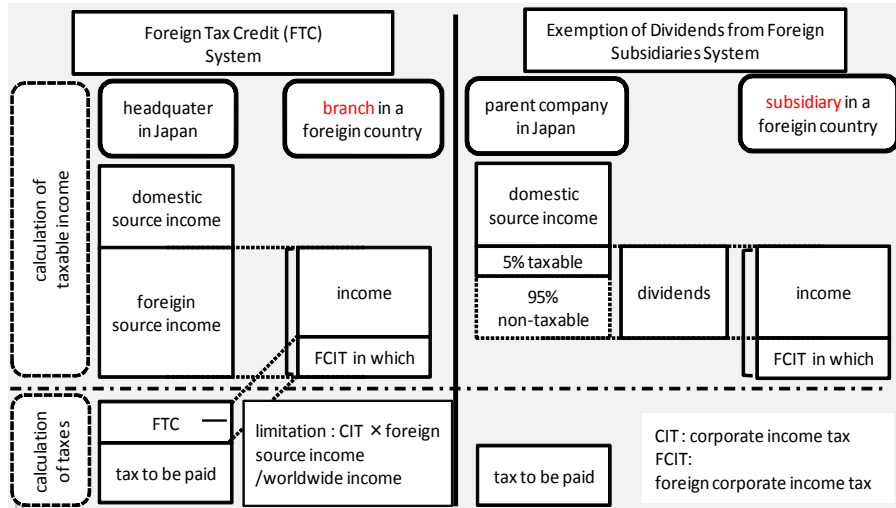 Foreign Tax Credit (FTC)
System
Exemption of Dividends from Foreign
Subsidiaries System
calculation of
taxable income
headquater
in Japan
branch in a
foreigin country
parent company
in Japan
subsidiary in a
foreigin country
domestic
source income
foreigin
source income
income
FCIT in which
domestic
source income
5% taxable
95%
non-taxable
dividends
income
FCIT in which
calculation
of taxes
FTC
tax to be paid
limitation : CIT × foreign
source income
/worldwide income
tax to be paid
CIT : corporate income tax
FCIT:
foreign corporate income tax